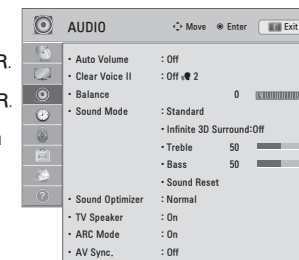 AUDIO Move Enter Exit
R.
• Auto Volume : Off
• Clear Voice II : Off 2
• Balance 0
R.
• Sound Mode : Standard
• Infinite 3D Surround:Off
• Treble 50
• Bass 50
• Sound Reset
• Sound Optimizer : Normal
• TV Speaker : On
• ARC Mode : On
• AV Sync. : Off